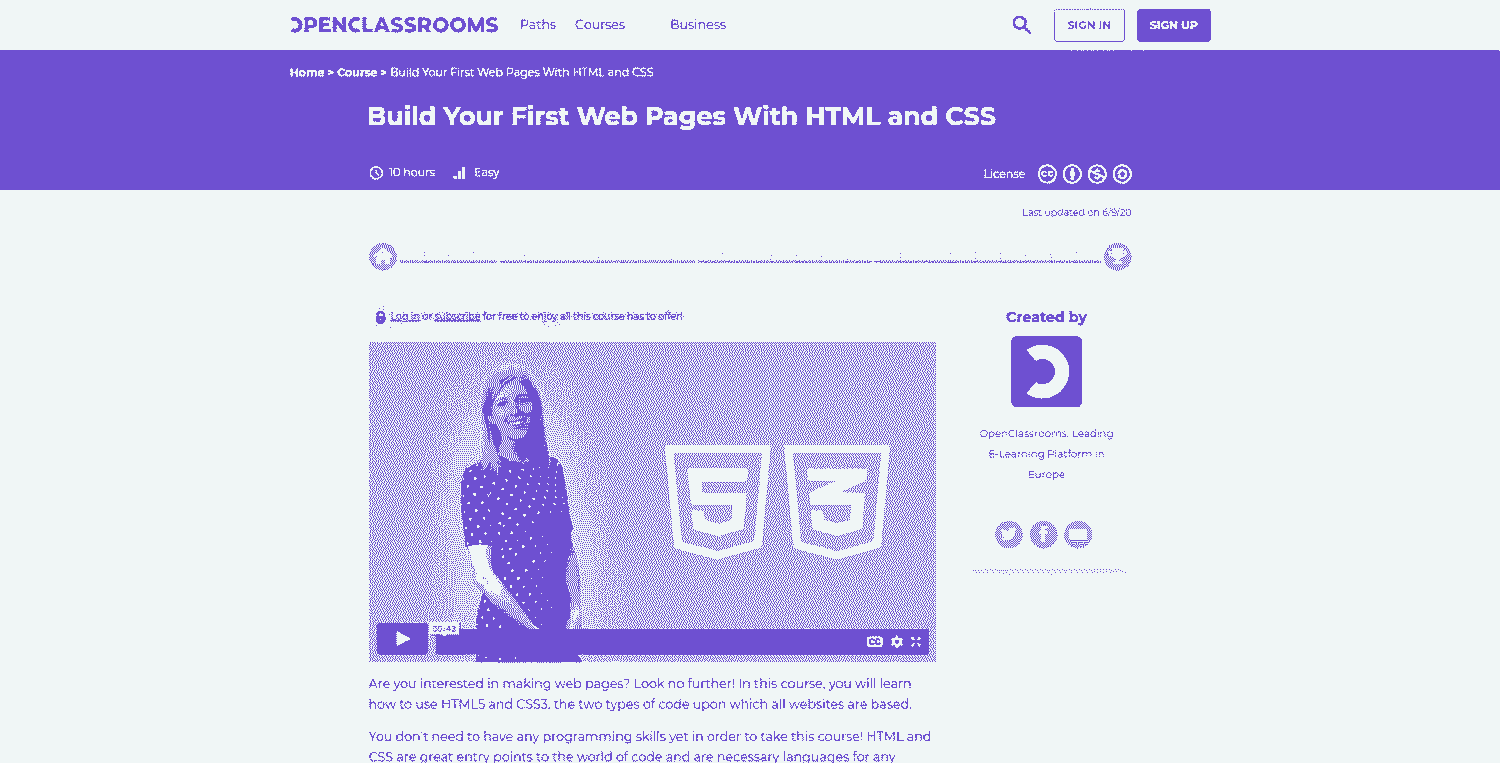 OPENCLASSROOMS Paths Courses Business SIGN IN SIGN UP
Home > Course > Build Your First Web Pages With HTML and CSS
Build Your First Web Pages With HTML and CSS
10 hours Easy License
Last updated on 6/9/20
Log in or subscribe for free to enjoy all this course has to offer!
Created by
OpenClassrooms, Leading
E-Learning Platform in
Europe
5 3
CC
Are you interested in making web pages? Look no further! In this course, you will learn
how to use HTML5 and CSS3, the two types of code upon which all websites are based.
You don't need to have any programming skills yet in order to take this course! HTML and
CSS are great entry points to the world of code and are necessary languages for any